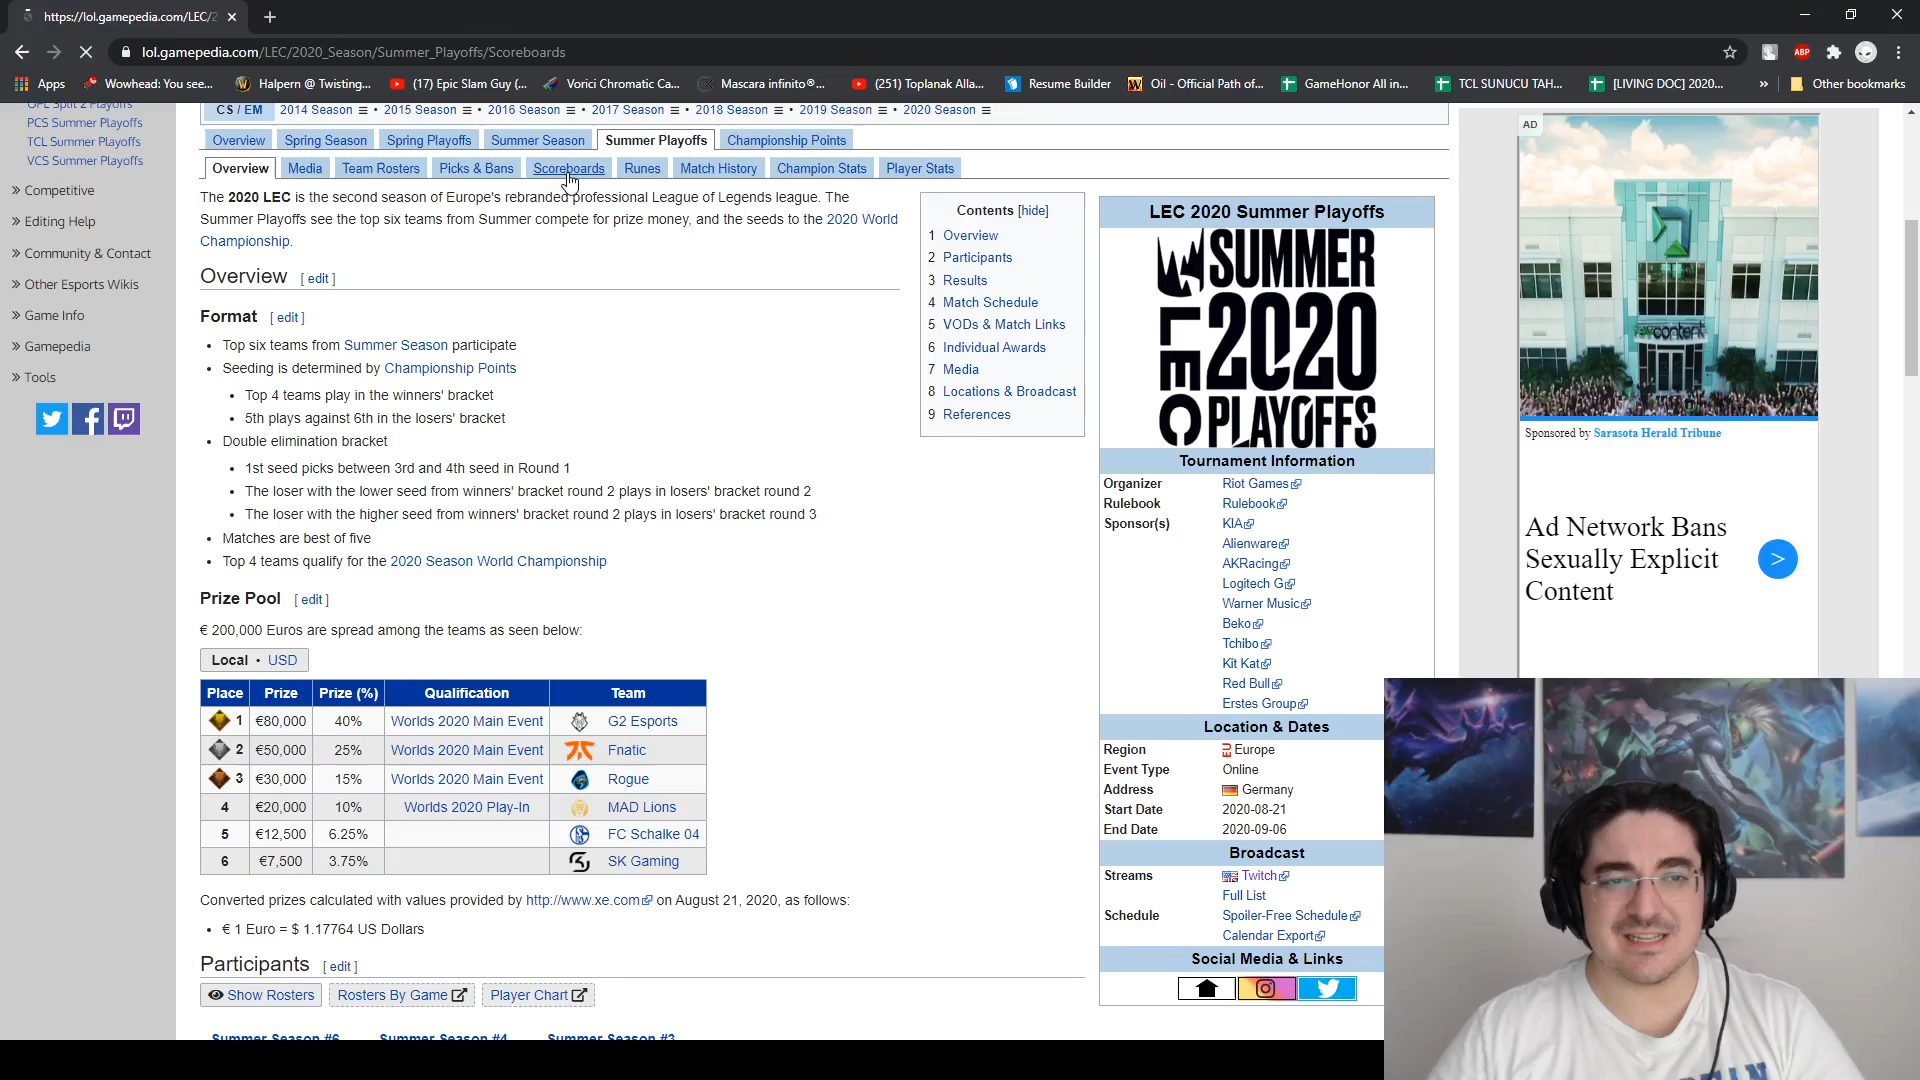 https://lol.gamepedia.com/LEC/2
lol.gamepedia.com/LEC/2020_Season/Summer_Playoffs/Scoreboards
Apps
Wowhead: You see...
Halpern @ Twisting...
(17) Epic Slam Guy (...
Vorici Chromatic Ca...
Mascara infinito®...
(251) Toplanak Alla...
Resume Builder
Oil - Official Path of...
GameHonor All in...
TCL SUNUCU TAH...
[LIVING DOC] 2020...
Other bookmarks
OPL Split 2 Playoffs
PCS Summer Playoffs
TCL Summer Playoffs
VCS Summer Playoffs
Competitive
Editing Help
Community & Contact
Other Esports Wikis
Game Info
Gamepedia
Tools
CS / EM 2014 Season • 2015 Season • 2016 Season • 2017 Season • 2018 Season • 2019 Season • 2020 Season
Overview Spring Season Spring Playoffs Summer Season Summer Playoffs Championship Points
Overview Media Team Rosters Picks & Bans Scoreboards Runes Match History Champion Stats Player Stats
The 2020 LEC is the second season of Europe's rebranded professional League of Legends league. The
Summer Playoffs see the top six teams from Summer compete for prize money, and the seeds to the 2020 World
Championship.
Overview [ edit ]
Format [ edit ]
Top six teams from Summer Season participate
Seeding is determined by Championship Points
Top 4 teams play in the winners' bracket
5th plays against 6th in the losers' bracket
Double elimination bracket
1st seed picks between 3rd and 4th seed in Round 1
The loser with the lower seed from winners' bracket round 2 plays in losers' bracket round 2
The loser with the higher seed from winners' bracket round 2 plays in losers' bracket round 3
Matches are best of five
Top 4 teams qualify for the 2020 Season World Championship
Prize Pool [ edit ]
€ 200,000 Euros are spread among the teams as seen below:
Local • USD
Place Prize Prize (%) Qualification Team
1 €80,000 40% Worlds 2020 Main Event G2 Esports
2 €50,000 25% Worlds 2020 Main Event Fnatic
3 €30,000 15% Worlds 2020 Main Event Rogue
4 €20,000 10% Worlds 2020 Play-In MAD Lions
5 €12,500 6.25% FC Schalke 04
6 €7,500 3.75% SK Gaming
Converted prizes calculated with values provided by http://www.xe.com on August 21, 2020, as follows:
€ 1 Euro = $ 1.17764 US Dollars
Participants [ edit ]
Show Rosters Rosters By Game Player Chart
Summer Season #6 Summer Season #4 Summer Season #3
Contents [hide]
1 Overview
2 Participants
3 Results
4 Match Schedule
5 VODs & Match Links
6 Individual Awards
7 Media
8 Locations & Broadcast
9 References
LEC 2020 Summer Playoffs
SUMMER
LEC
2020
PLAYOFFS
Tournament Information
Organizer Riot Games
Rulebook Rulebook
Sponsor(s) KIA
Alienware
AKRacing
Logitech G
Warner Music
Beko
Tchibo
Kit Kat
Red Bull
Erstes Group
Location & Dates
Region Europe
Event Type Online
Address Germany
Start Date 2020-08-21
End Date 2020-09-06
Broadcast
Streams Twitch
Full List
Schedule Spoiler-Free Schedule
Calendar Export
Social Media & Links
AD
Sponsored by Sarasota Herald Tribune
Ad Network Bans
Sexually Explicit
Content
>